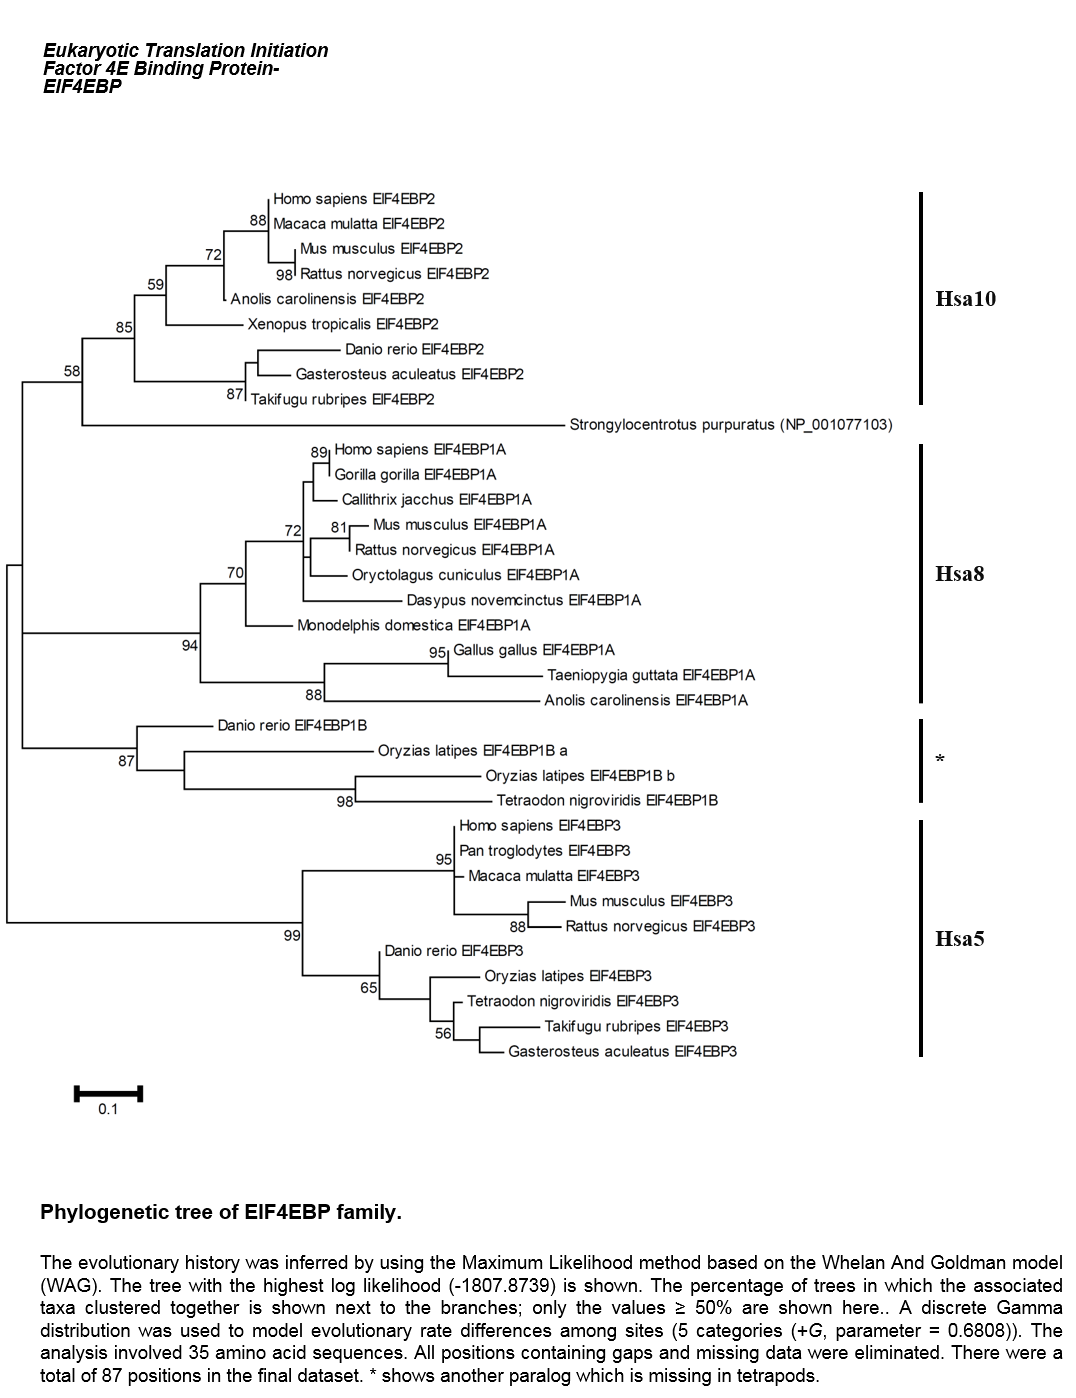 Eukaryotic Translation Initiation
Factor 4E Binding Protein-
EIF4EBP
Homo sapiens EIF4EBP2
88
Macaca mulatta EIF4EBP2
Mus musculus EIF4EBP2
72
98
Rattus norvegicus EIF4EBP2
59
Anolis carolinensis EIF4EBP2
Hsa10
Xenopus tropicalis EIF4EBP2
85
Danio rerio EIF4EBP2
58
Gasterosteus aculeatus EIF4EBP2
87
Takifugu rubripes EIF4EBP2
Strongylocentrotus purpuratus (NP_001077103)
89
Homo sapiens EIF4EBP1A
Gorilla gorilla EIF4EBP1A
Callithrix jacchus EIF4EBP1A
72
81
Mus musculus EIF4EBP1A
Rattus norvegicus EIF4EBP1A
70
Oryctolagus cuniculus EIF4EBP1A
Hsa8
Dasypus novemcinctus EIF4EBP1A
Monodelphis domestica EIF4EBP1A
94
95
Gallus gallus EIF4EBP1A
Taeniopygia guttata EIF4EBP1A
88
Anolis carolinensis EIF4EBP1A
Danio rerio EIF4EBP1B
87
Oryzias latipes EIF4EBP1B a
*
Oryzias latipes EIF4EBP1B b
98
Tetraodon nigroviridis EIF4EBP1B
Homo sapiens EIF4EBP3
95
Pan troglodytes EIF4EBP3
Macaca mulatta EIF4EBP3
Mus musculus EIF4EBP3
88
Rattus norvegicus EIF4EBP3
99
Hsa5
Danio rerio EIF4EBP3
65
Oryzias latipes EIF4EBP3
Tetraodon nigroviridis EIF4EBP3
56
Takifugu rubripes EIF4EBP3
Gasterosteus aculeatus EIF4EBP3
0.1
Phylogenetic tree of EIF4EBP family.
The evolutionary history was inferred by using the Maximum Likelihood method based on the Whelan And Goldman model
(WAG). The tree with the highest log likelihood (-1807.8739) is shown. The percentage of trees in which the associated
taxa clustered together is shown next to the branches; only the values ≥ 50% are shown here.. A discrete Gamma
distribution was used to model evolutionary rate differences among sites (5 categories (+G, parameter = 0.6808)). The
analysis involved 35 amino acid sequences. All positions containing gaps and missing data were eliminated. There were a
total of 87 positions in the final dataset. * shows another paralog which is missing in tetrapods.